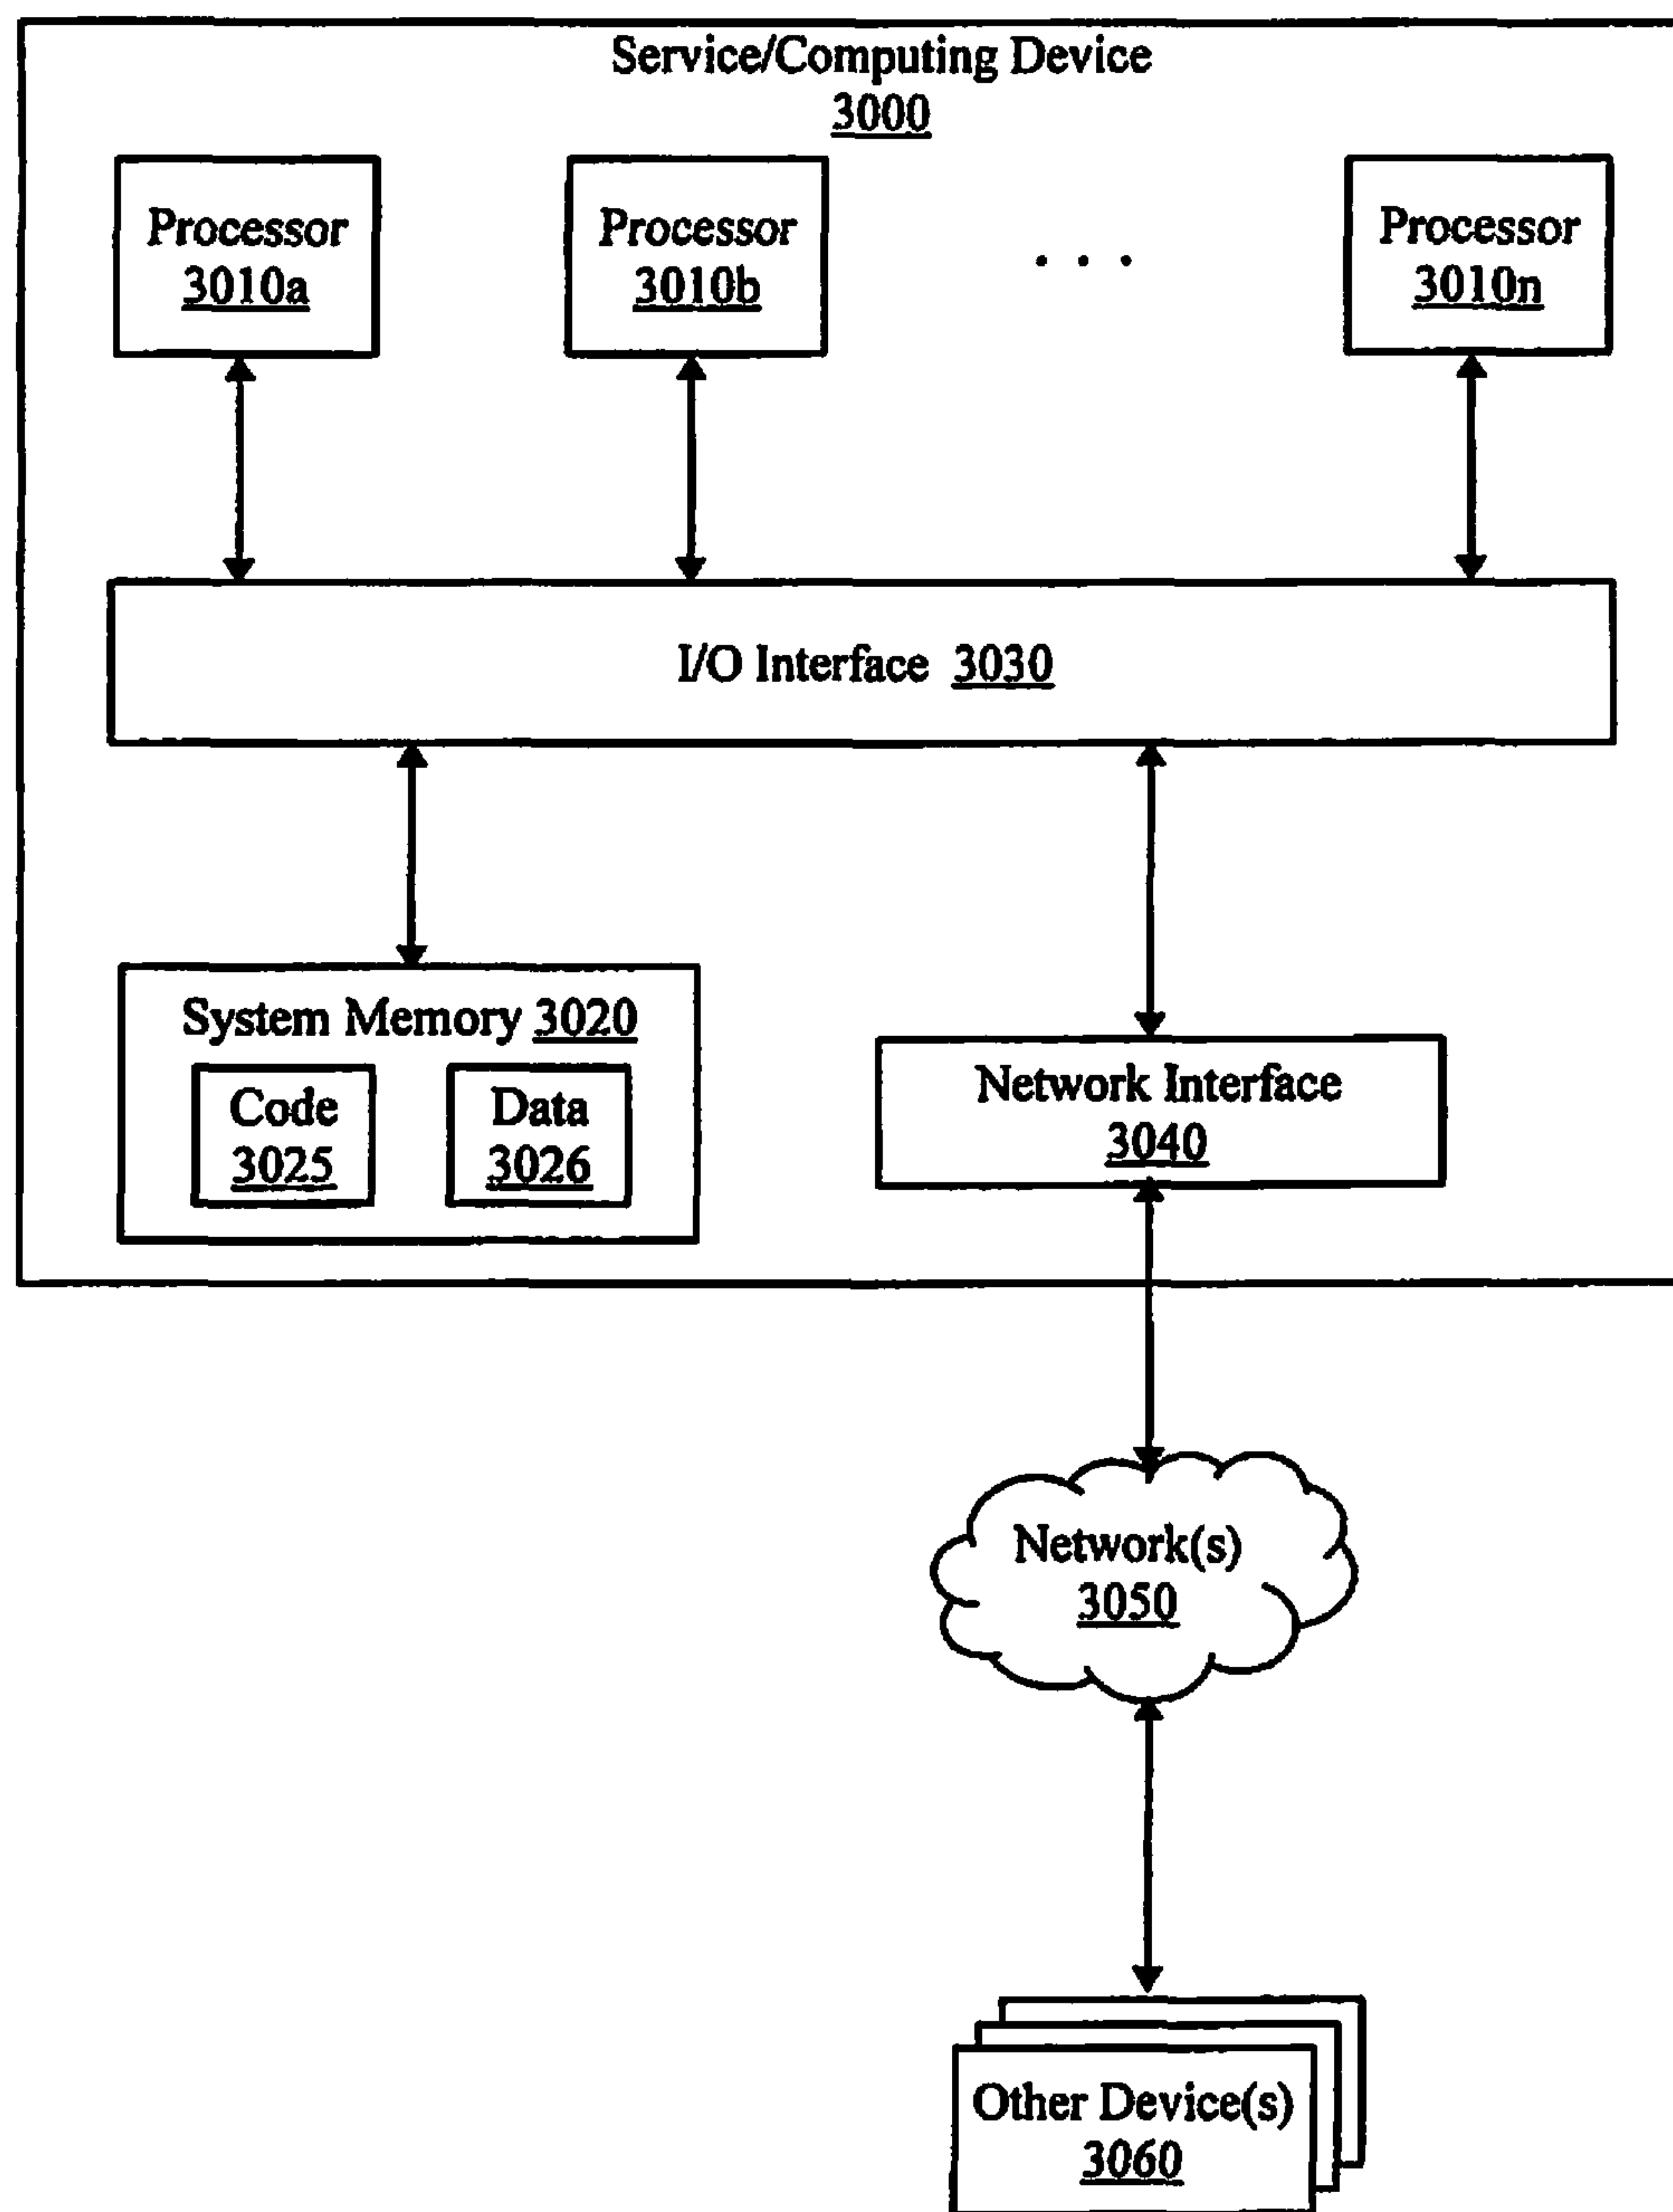 Service/Computing Device
3000
Processor
3010a
Processor
3010b
. . .
Processor
3010n
I/O Interface 3030
System Memory 3020
Code
3025
Data
3026
Network Interface
3040
Network(s)
3050
Other Device(s)
3060